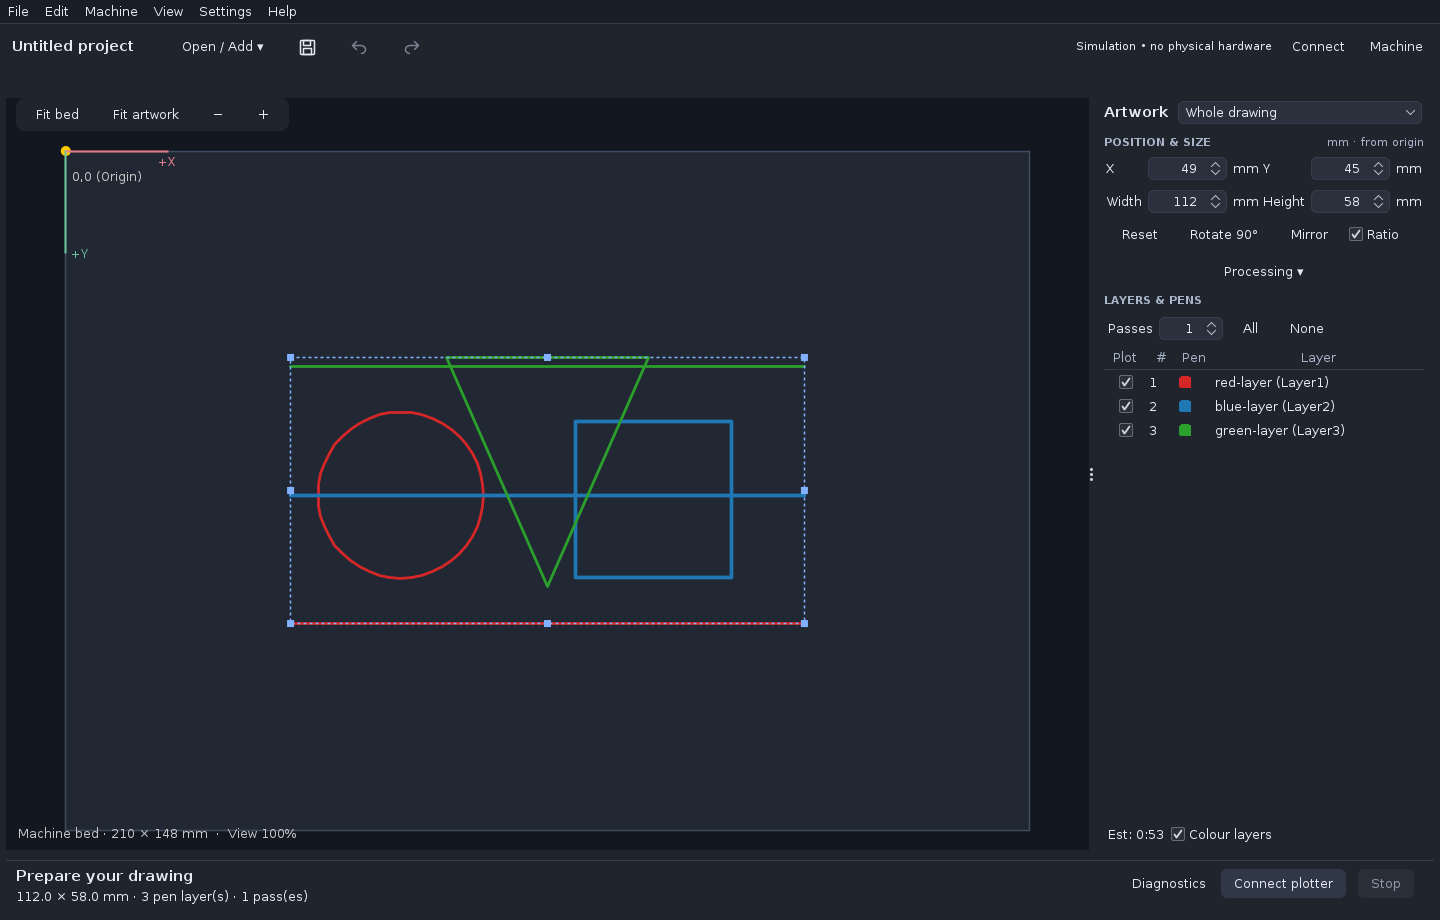 File Edit Machine View Settings Help
Untitled project Open / Add ▾ Simulation • no physical hardware Connect Machine
Fit bed Fit artwork − +
Artwork Whole drawing
POSITION & SIZE mm · from origin
X 49 mm Y 45 mm
Width 112 mm Height 58 mm
Reset Rotate 90° Mirror Ratio
Processing ▾
LAYERS & PENS
Passes 1 All None
Plot # Pen Layer
1 red-layer (Layer1)
2 blue-layer (Layer2)
3 green-layer (Layer3)
+X
0,0 (Origin)
+Y
Machine bed · 210 × 148 mm · View 100%
Est: 0:53 Colour layers
Prepare your drawing
112.0 × 58.0 mm · 3 pen layer(s) · 1 pass(es)
Diagnostics Connect plotter Stop